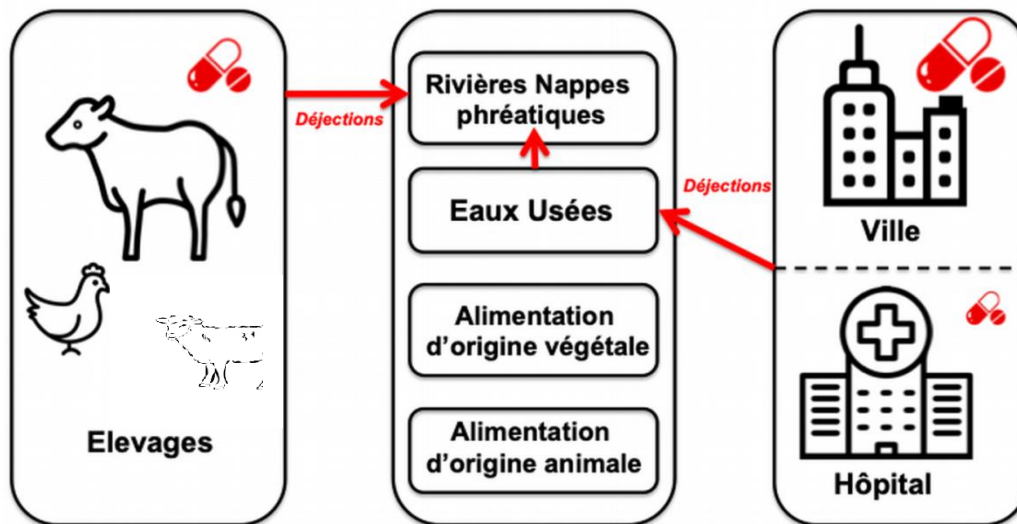 Déjections
Elevages
Rivières Nappes
phréatiques
Eaux Usées
Alimentation
d'origine végétale
Alimentation
d'origine animale
Déjections
Ville
Hôpital